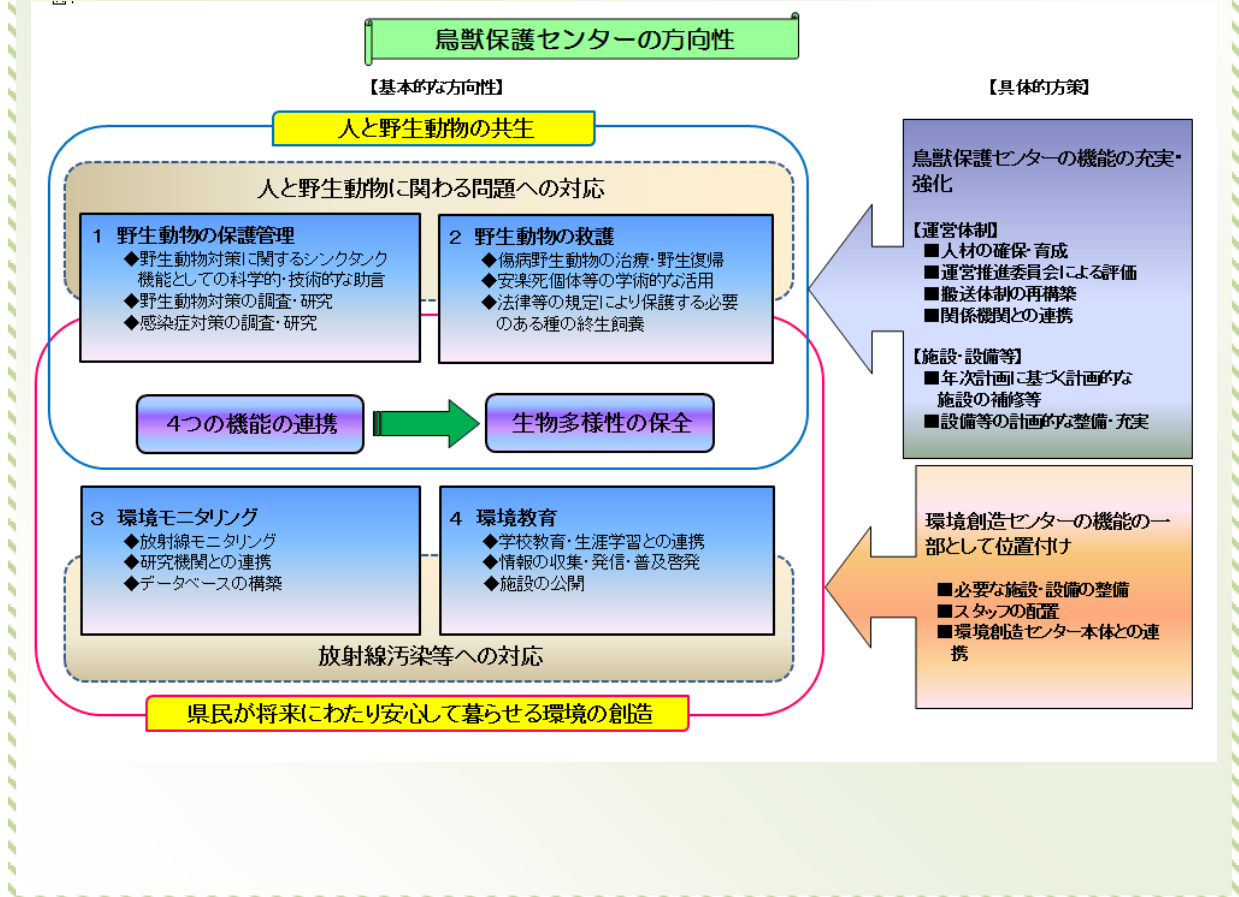 鳥獣保護センターの方向性
【基本的な方向性】
【具体的方策】
人と野生動物の共生
人と野生動物に関わる問題への対応
1 野生動物の保護管理
◆野生動物対策に関するシンクタンク
機能としての科学的・技術的な助言
◆野生動物対策の調査・研究
◆感染症対策の調査・研究
2 野生動物の救護
◆傷病野生動物の治療・野生復帰
◆安楽死個体等の学術的な活用
◆法律等の規定により保護する必要
のある種の終生飼養
4つの機能の連携
生物多様性の保全
3 環境モニタリング
◆放射線モニタリング
◆研究機関との連携
◆データベースの構築
4 環境教育
◆学校教育・生涯学習との連携
◆情報の収集・発信・普及啓発
◆施設の公開
放射線汚染等への対応
県民が将来にわたり安心して暮らせる環境の創造
鳥獣保護センターの機能の充実・
強化
【運営体制】
■人材の確保・育成
■運営推進委員会による評価
■搬送体制の再構築
■関係機関との連携
【施設・設備等】
■年次計画に基づく計画的な
施設の補修等
■設備等の計画的な整備・充実
環境創造センターの機能の一
部として位置付け
■必要な施設・設備の整備
■スタッフの配置
■環境創造センター本体との連
携